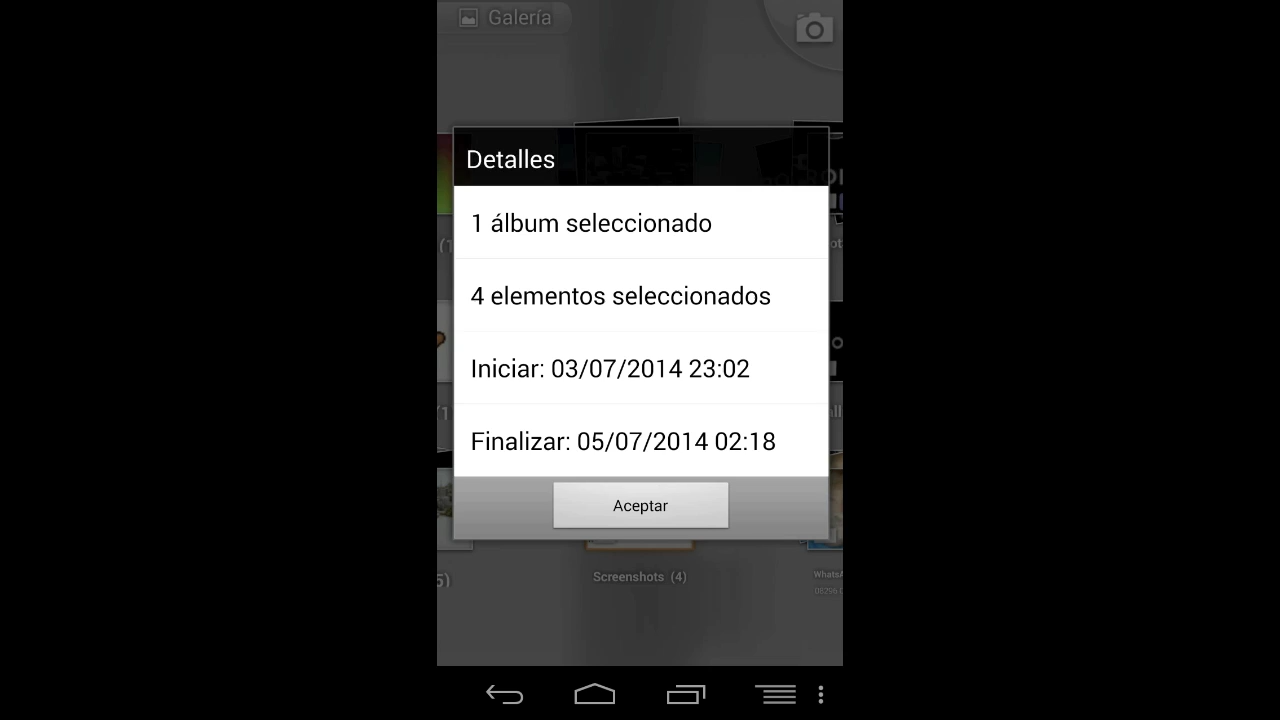 Galería
Detalles
1 álbum seleccionado
4 elementos seleccionados
Iniciar: 03/07/2014 23:02
Finalizar: 05/07/2014 02:18
Aceptar
Screenshots (4)